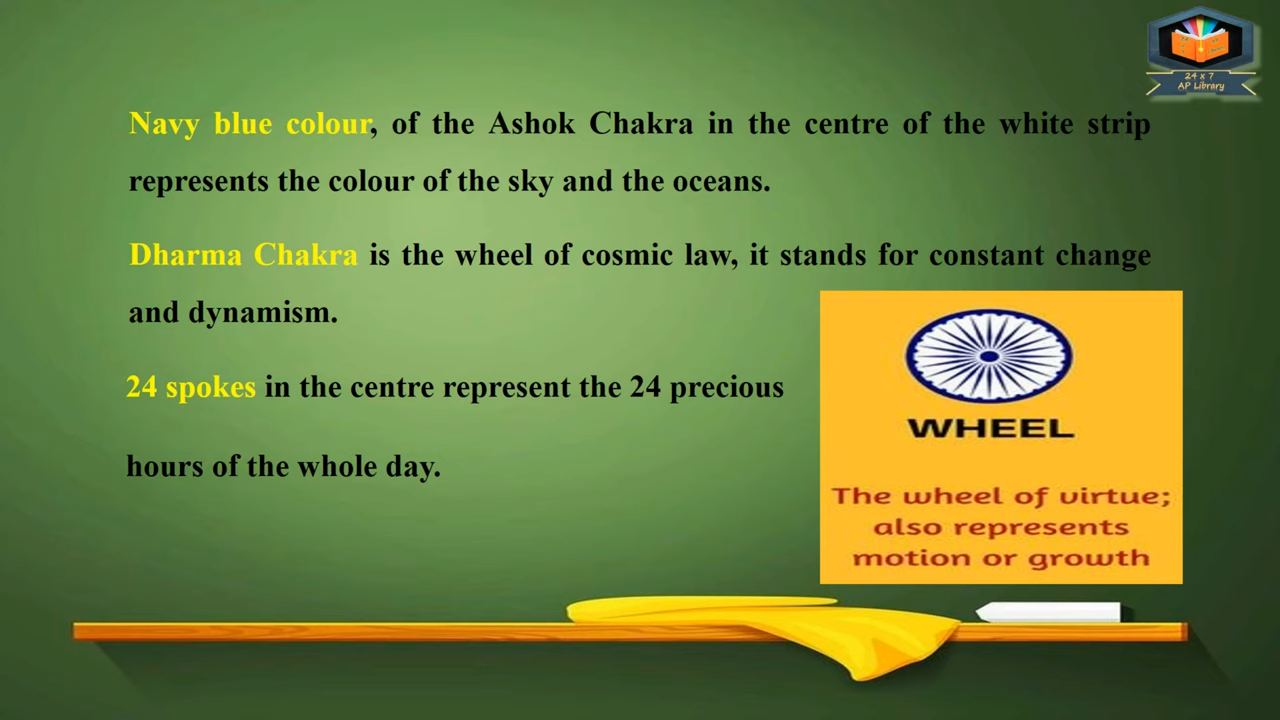 24 x 7
AP Library
Navy blue colour, of the Ashok Chakra in the centre of the white strip
represents the colour of the sky and the oceans.
Dharma Chakra is the wheel of cosmic law, it stands for constant change
and dynamism.
24 spokes in the centre represent the 24 precious
hours of the whole day.
WHEEL
The wheel of virtue;
also represents
motion or growth